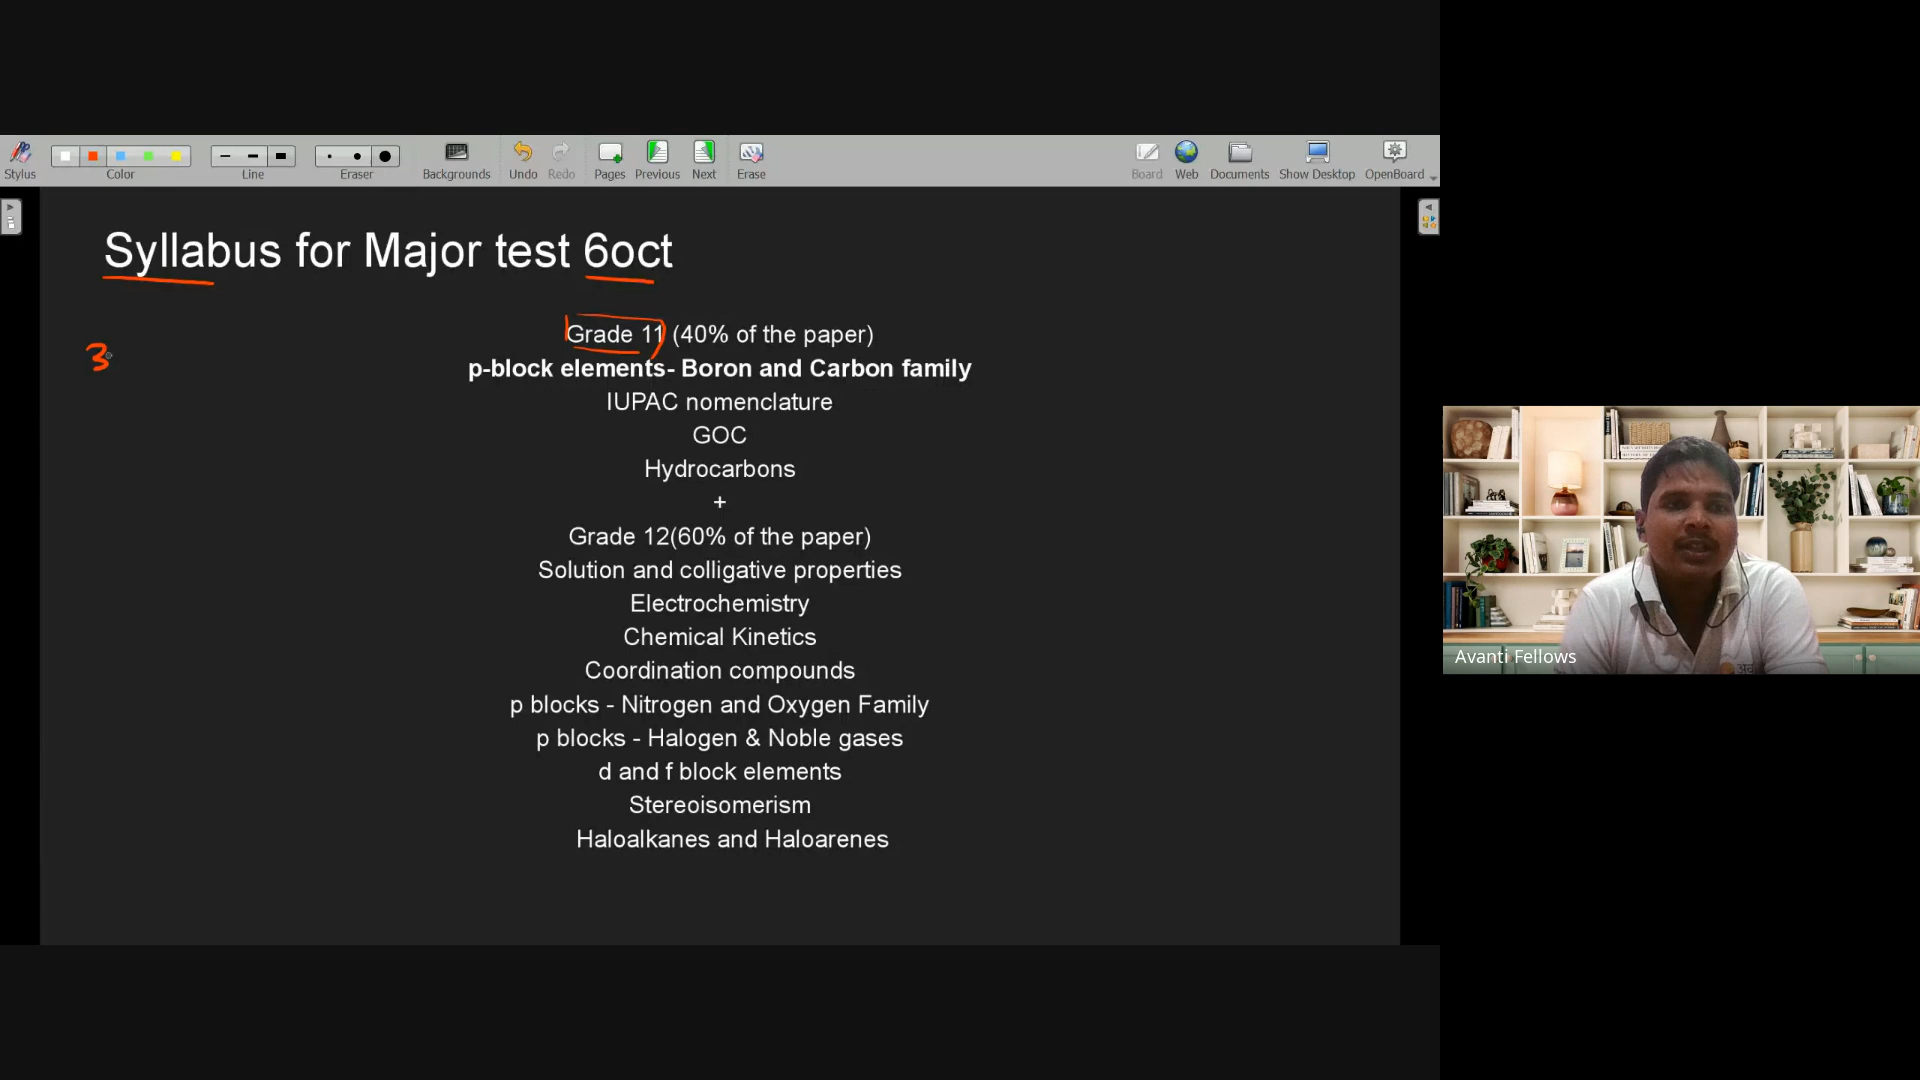 Stylus
Color
Line
Eraser
Backgrounds
Undo
Redo
Pages
Previous
Next
Erase
Board
Web
Documents
Show Desktop
OpenBoard
Syllabus for Major test 6oct
3
Grade 11 (40% of the paper)
p-block elements- Boron and Carbon family
IUPAC nomenclature
GOC
Hydrocarbons
+
Grade 12(60% of the paper)
Solution and colligative properties
Electrochemistry
Chemical Kinetics
Coordination compounds
p blocks - Nitrogen and Oxygen Family
p blocks - Halogen & Noble gases
d and f block elements
Stereoisomerism
Haloalkanes and Haloarenes
Avanti Fellows